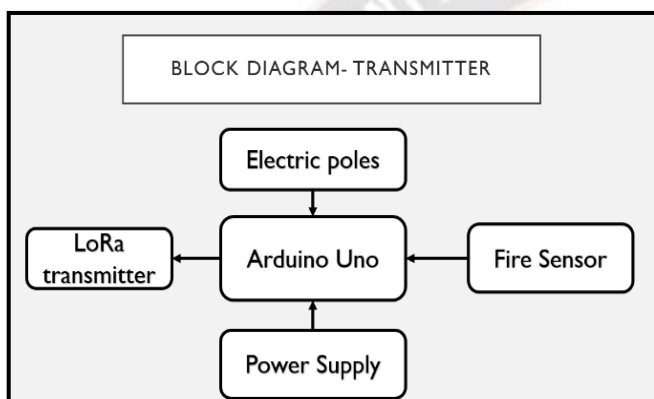 BLOCK DIAGRAM- TRANSMITTER
Electric poles
LoRa
transmitter
Arduino Uno
Fire Sensor
Power Supply